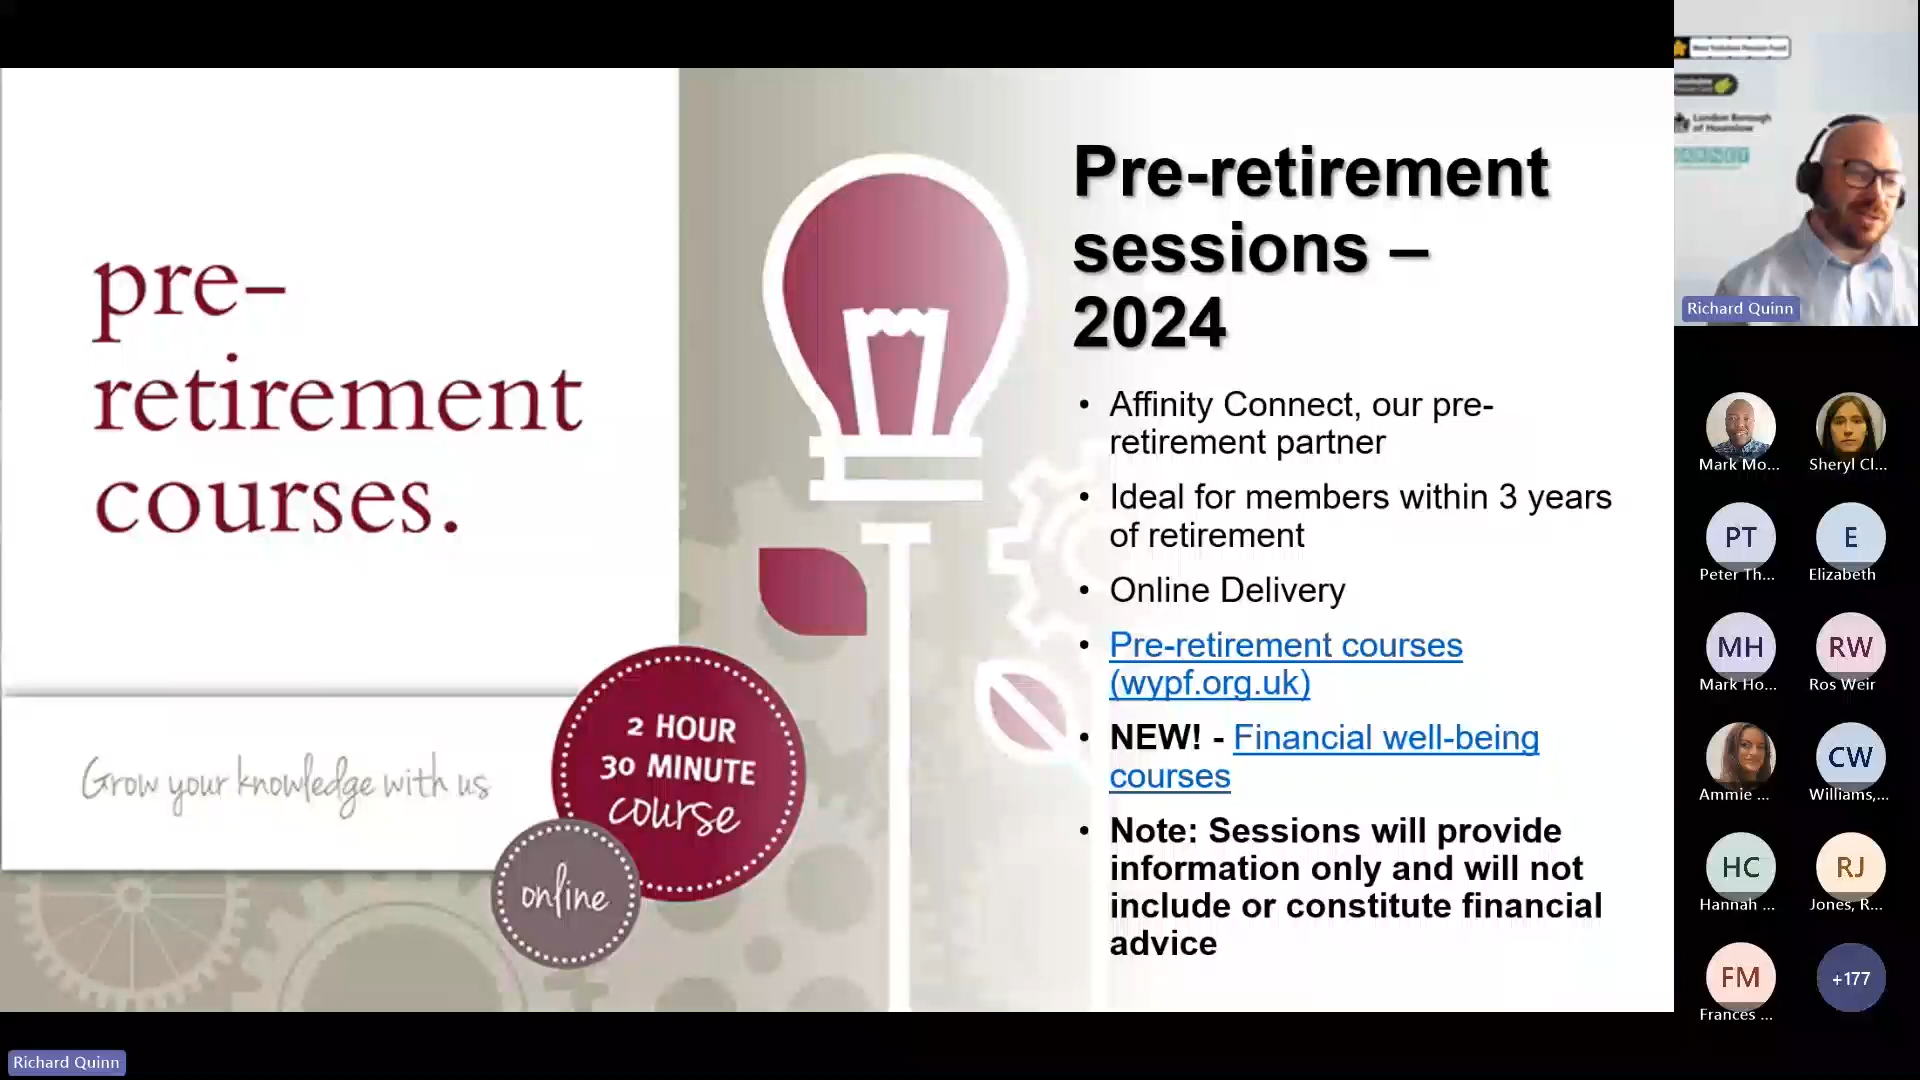 pre-
retirement
courses.
Grow your knowledge with us
2 HOUR
30 MINUTE
course
online
Pre-retirement
sessions –
2024
• Affinity Connect, our pre-
retirement partner
• Ideal for members within 3 years
of retirement
• Online Delivery
• Pre-retirement courses
(wypf.org.uk)
• NEW! - Financial well-being
courses
• Note: Sessions will provide
information only and will not
include or constitute financial
advice
London Borough
of Hounslow
Richard Quinn
Mark Mo...
Sheryl Cl...
PT
Peter Th...
E
Elizabeth
MH
Mark Ho...
RW
Ros Weir
Ammie ...
CW
Williams,...
HC
Hannah ...
RJ
Jones, R...
FM
Frances ...
+177
Richard Quinn